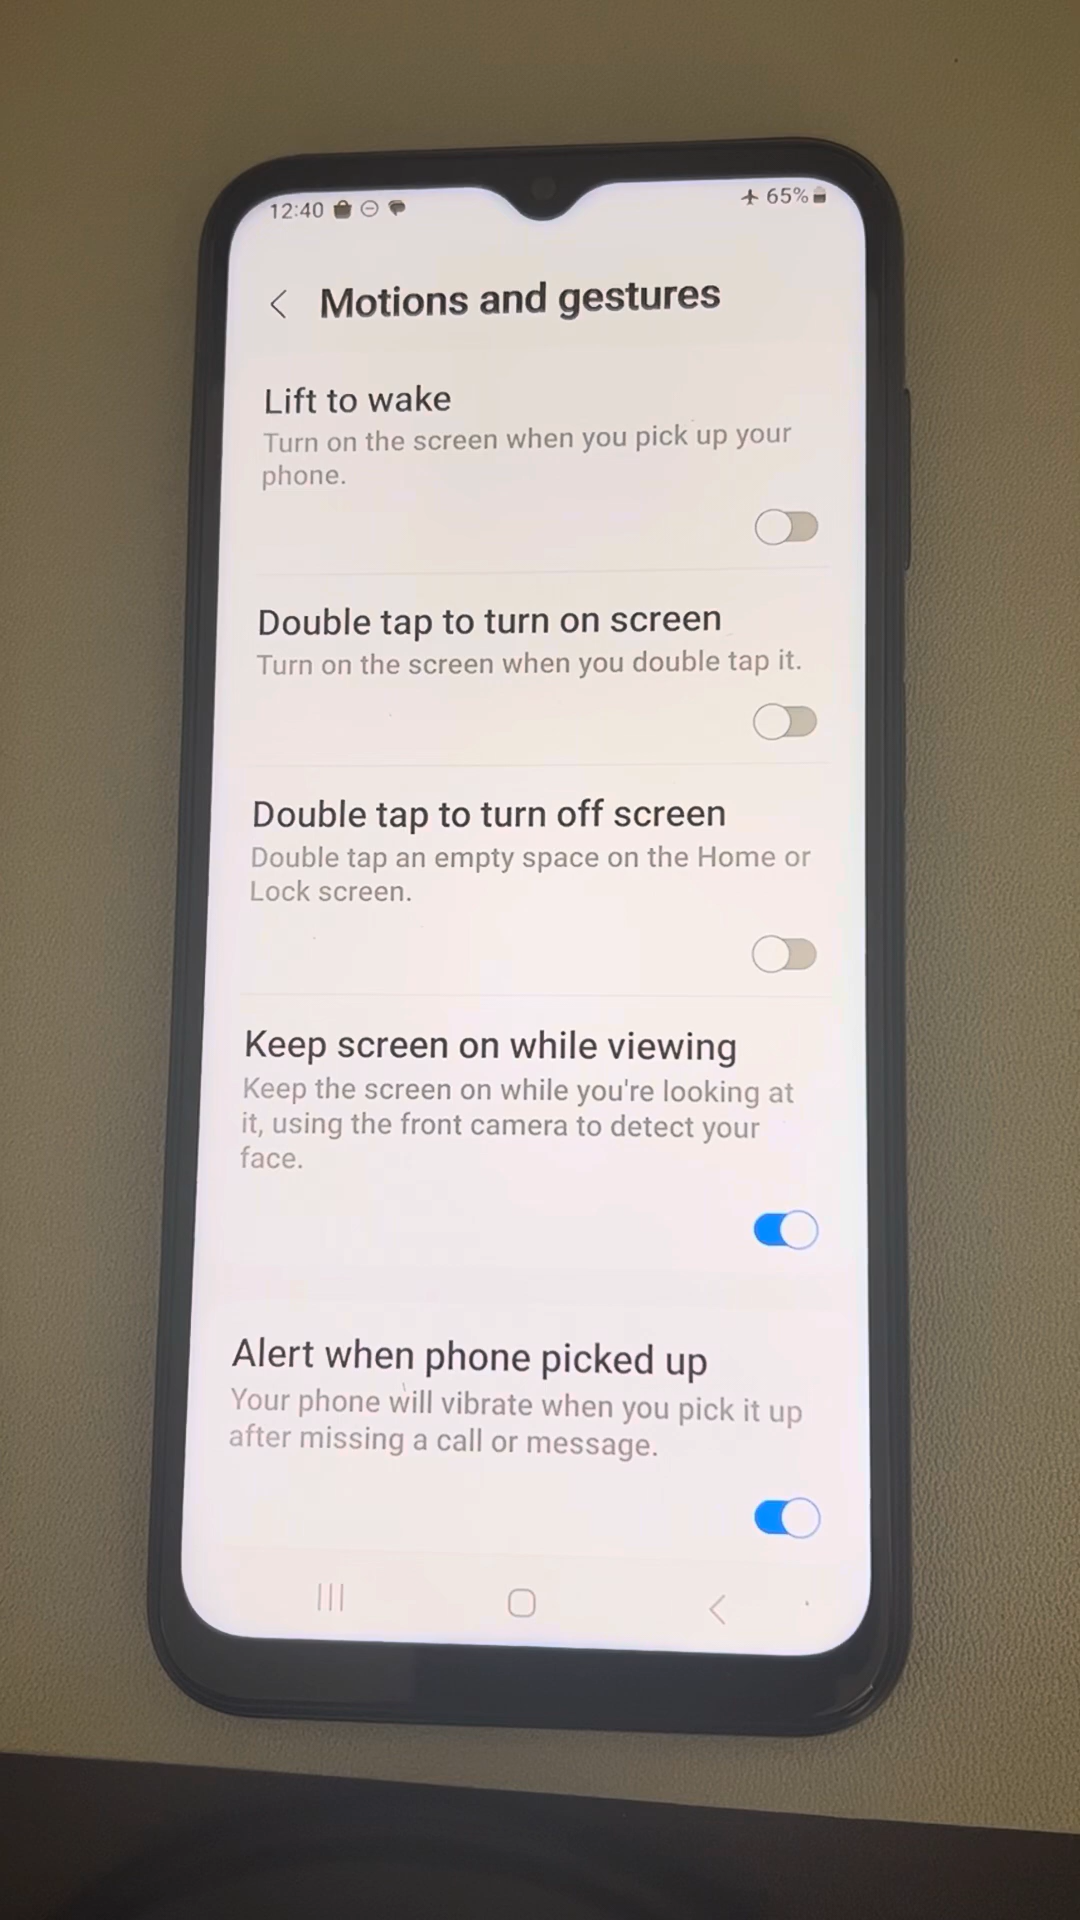 12:40
65%
Motions and gestures
Lift to wake
Turn on the screen when you pick up your
phone.
Double tap to turn on screen
Turn on the screen when you double tap it.
Double tap to turn off screen
Double tap an empty space on the Home or
Lock screen.
Keep screen on while viewing
Keep the screen on while you're looking at
it, using the front camera to detect your
face.
Alert when phone picked up
Your phone will vibrate when you pick it up
after missing a call or message.